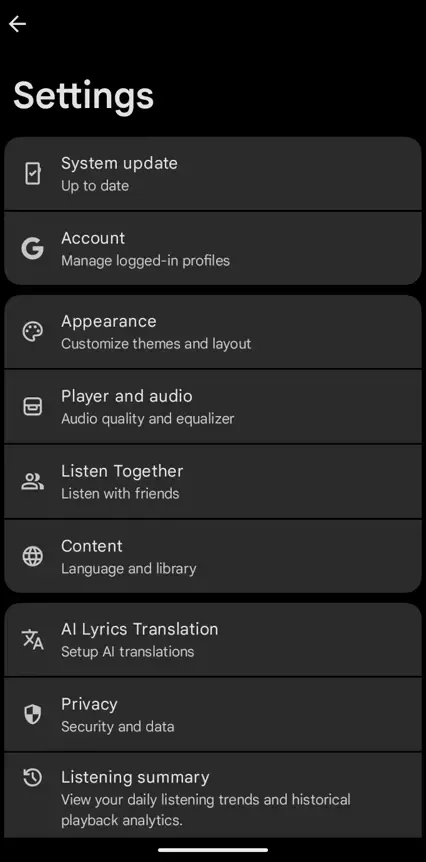 Settings
System update
Up to date
Account
Manage logged-in profiles
Appearance
Customize themes and layout
Player and audio
Audio quality and equalizer
Listen Together
Listen with friends
Content
Language and library
AI Lyrics Translation
Setup AI translations
Privacy
Security and data
Listening summary
View your daily listening trends and historical
playback analytics.